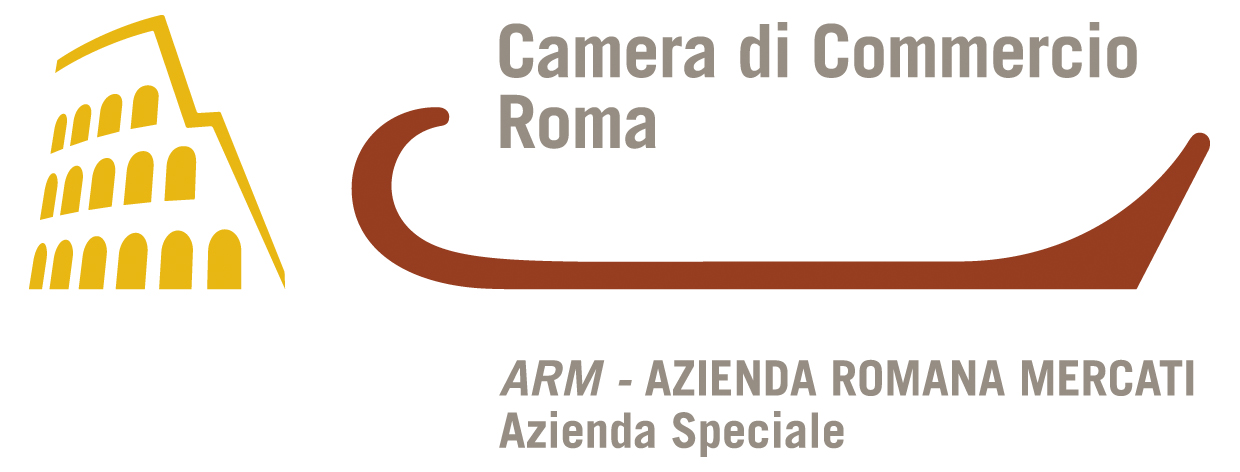 Camera di Commercio
Roma
ARM - AZIENDA ROMANA MERCATI
Azienda Speciale